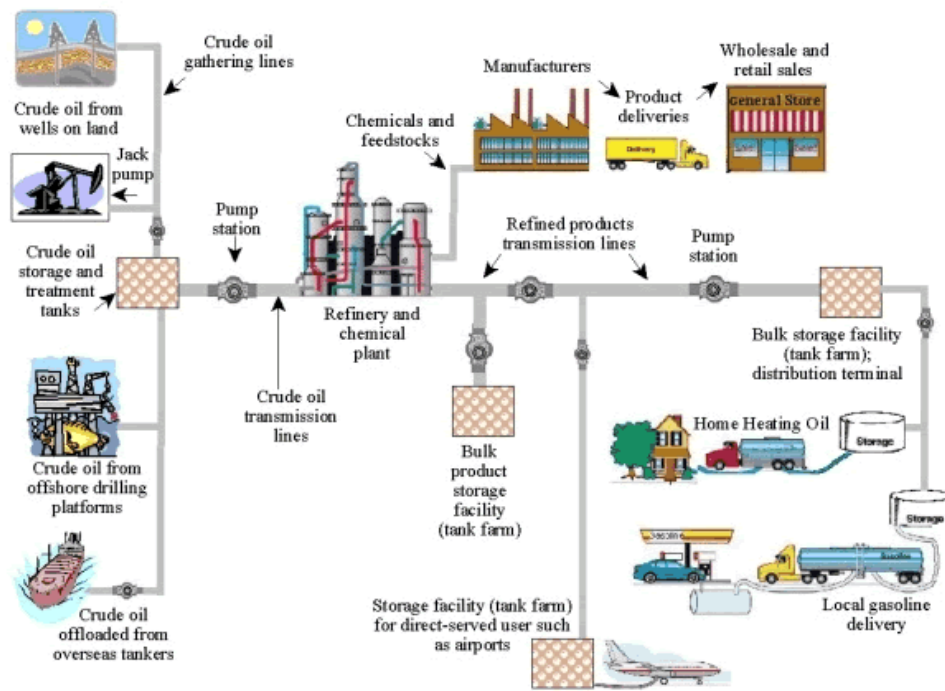 Crude oil
gathering lines
Crude oil from
wells on land
Jack
pump
Crude oil
storage and
treatment
tanks
Pump
station
Crude oil from
offshore drilling
platforms
Crude oil
offloaded from
overseas tankers
Crude oil
transmission
lines
Refinery and
chemical
plant
Chemicals and
feedstocks
Manufacturers
Product
deliveries
Delivery
Wholesale and
retail sales
General Store
Refined products
transmission lines
Pump
station
Bulk
product
storage
facility
(tank farm)
Bulk storage facility
(tank farm);
distribution terminal
Home Heating Oil
Storage
Storage
Gasoline
Local gasoline
delivery
Storage facility (tank farm)
for direct-served user such
as airports